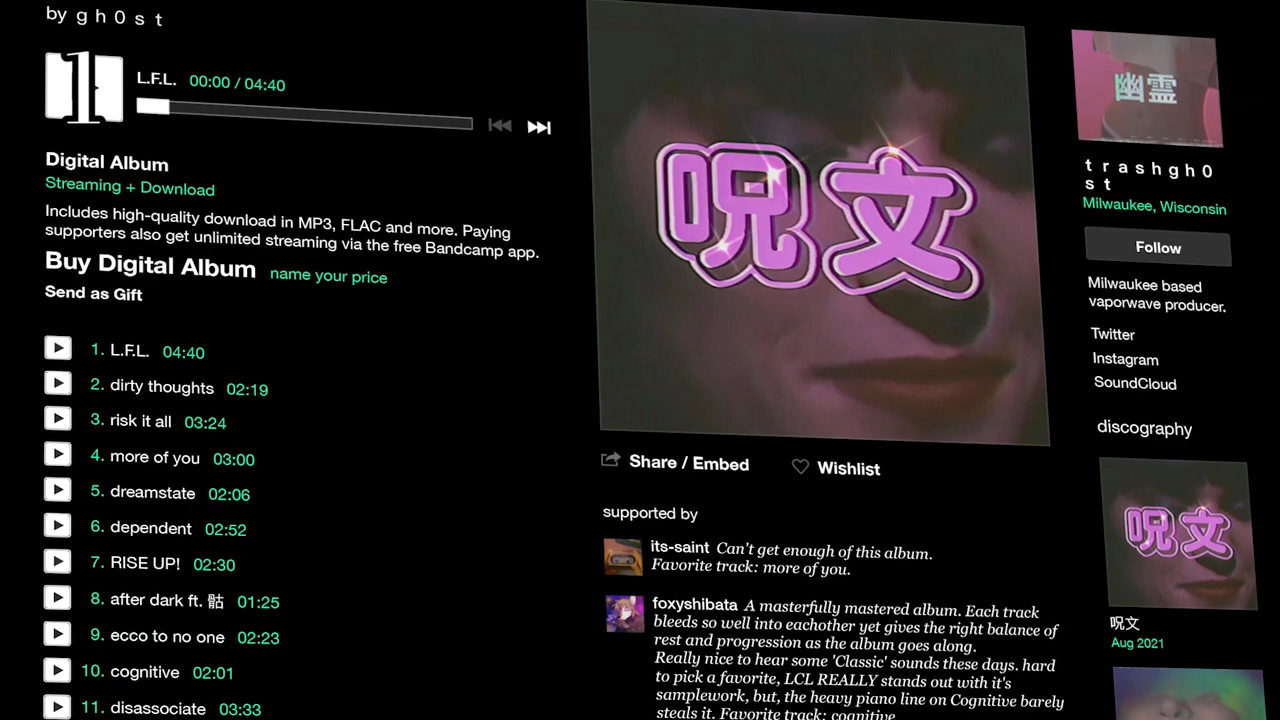 by g h 0 s t
1
L.F.L. 00:00 / 04:40
Digital Album
Streaming + Download
Includes high-quality download in MP3, FLAC and more. Paying
supporters also get unlimited streaming via the free Bandcamp app.
Buy Digital Album name your price
Send as Gift
1. L.F.L. 04:40
2. dirty thoughts 02:19
3. risk it all 03:24
4. more of you 03:00
5. dreamstate 02:06
6. dependent 02:52
7. RISE UP! 02:30
8. after dark ft. 骷 01:25
9. ecco to no one 02:23
10. cognitive 02:01
11. disassociate 03:33
呪文
Share / Embed
Wishlist
supported by
its-saint Can't get enough of this album.
Favorite track: more of you.
foxyshibata A masterfully mastered album. Each track
bleeds so well into eachother yet gives the right balance of
rest and progression as the album goes along.
Really nice to hear some 'Classic' sounds these days. hard
to pick a favorite, LCL REALLY stands out with it's
samplework, but, the heavy piano line on Cognitive barely
steals it. Favorite track: cognitive.
幽霊
t r a s h g h 0
s t
Milwaukee, Wisconsin
Follow
Milwaukee based
vaporwave producer.
Twitter
Instagram
SoundCloud
discography
呪文
呪文
Aug 2021